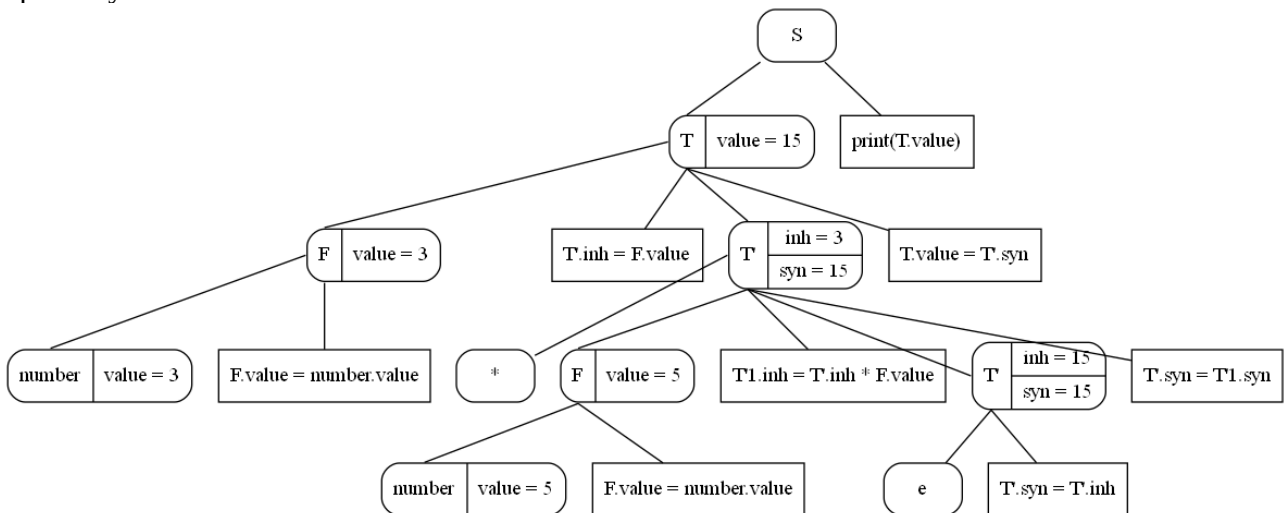 S
T
value = 15
print(T.value)
F
value = 3
T'.inh = F.value
T'
inh = 3
syn = 15
T.value = T'.syn
number
value = 3
F.value = number.value
*
F
value = 5
T'1.inh = T'.inh * F.value
T'
inh = 15
syn = 15
T'.syn = T'1.syn
number
value = 5
F.value = number.value
e
T'.syn = T'.inh